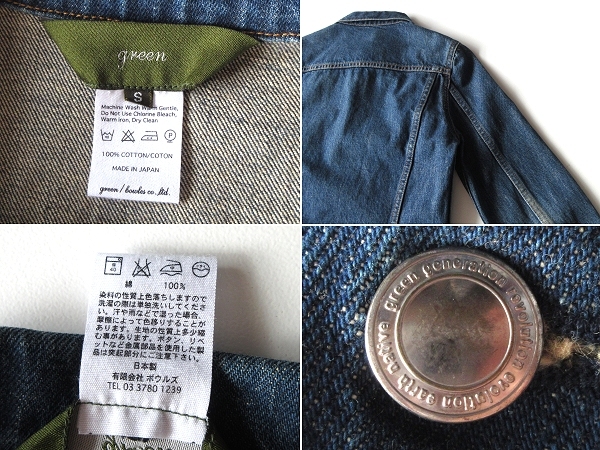 green
S
Machine Wash Warm Gentle,
Do Not Use Chlorine Bleach,
Warm Iron, Dry Clean
100% COTTON/COTON
MADE IN JAPAN
green / bowles co., ltd.
綿 100%
染料の性質上色落ちしますので
洗濯の際は単独洗いしてくださ
い。汗や雨などで湿った場合、
摩擦によって色移りすることが
あります。生地の性質上多少縮
む事があります。ボタン、リベ
ットなど金属部品を使用した製
品は突起部分にご注意下さい。
日本製
有限会社 ボウルズ
TEL 03 3780 1239
green generation revolution evolution earth native